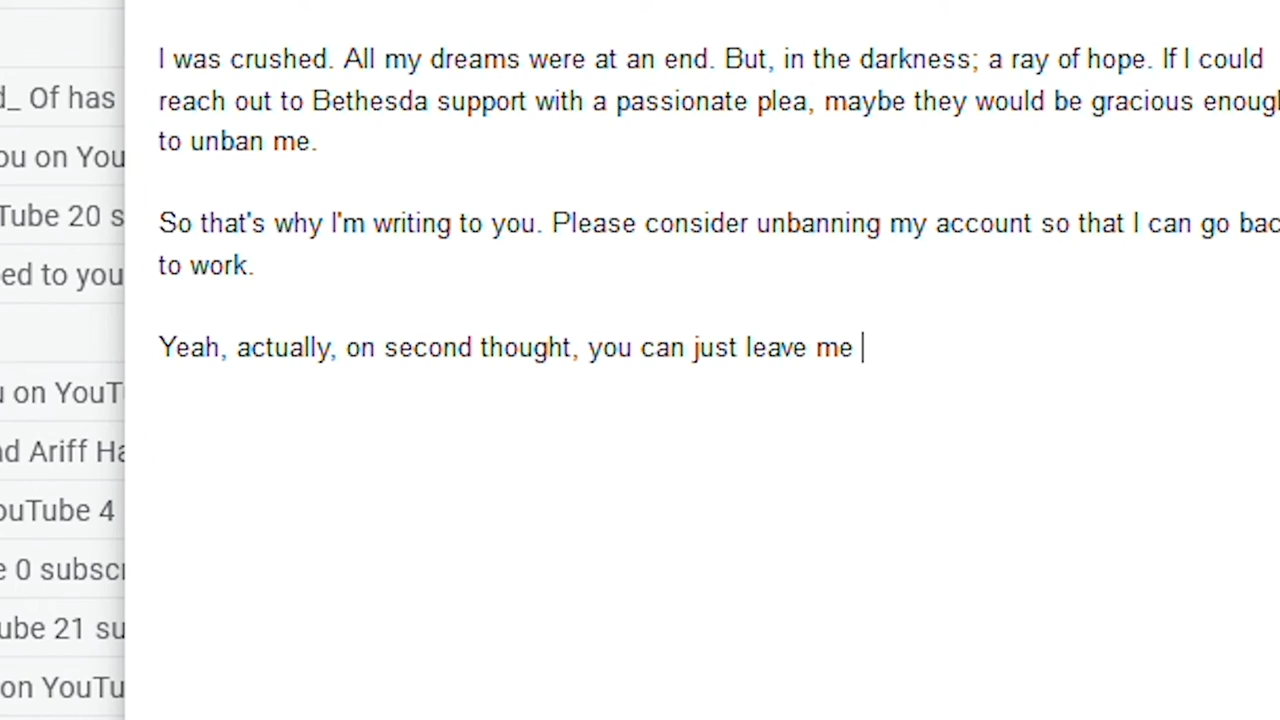 I was crushed. All my dreams were at an end. But, in the darkness; a ray of hope. If I could
reach out to Bethesda support with a passionate plea, maybe they would be gracious enough
to unban me.
So that's why I'm writing to you. Please consider unbanning my account so that I can go bac
to work.
Yeah, actually, on second thought, you can just leave me
d_ Of has
ou on You
Tube 20 s
ed to you
u on YouT
nd Ariff Ha
ouTube 4
e 0 subscr
ube 21 su
on YouTu